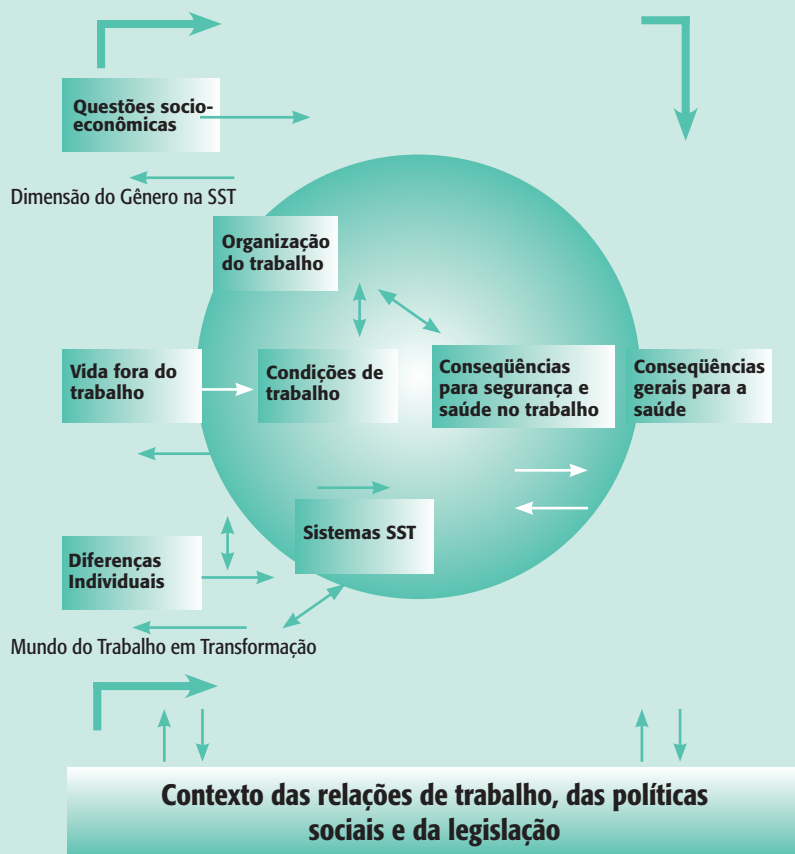 Questões socio-
econômicas
Dimensão do Gênero na SST
Organização
do trabalho
Vida fora do
trabalho
Condições de
trabalho
Conseqüências
para segurança e
saúde no trabalho
Conseqüências
gerais para a
saúde
Sistemas SST
Diferenças
Individuais
Mundo do Trabalho em Transformação
Contexto das relações de trabalho, das políticas
sociais e da legislação